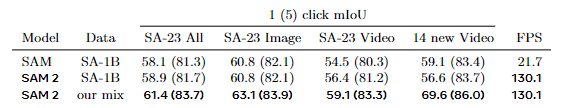 1 (5) click mIoU
Model Data SA-23 All SA-23 Image SA-23 Video 14 new Video FPS
SAM SA-1B 58.1 (81.3) 60.8 (82.1) 54.5 (80.3) 59.1 (83.4) 21.7
SAM 2 SA-1B 58.9 (81.7) 60.8 (82.1) 56.4 (81.2) 56.6 (83.7) 130.1
SAM 2 our mix 61.4 (83.7) 63.1 (83.9) 59.1 (83.3) 69.6 (86.0) 130.1